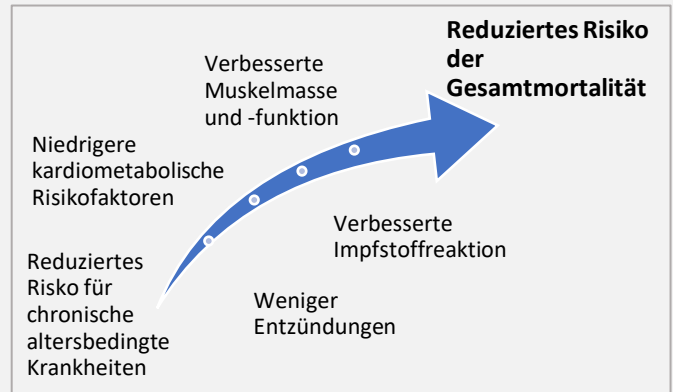 Reduziertes Risiko
der
Gesamtmortalität
Verbesserte
Muskelmasse
und -funktion
Niedrigere
kardiometabolische
Risikofaktoren
Verbesserte
Impfstoffreaktion
Reduziertes
Risiko für
chronische
altersbedingte
Krankheiten
Weniger
Entzündungen